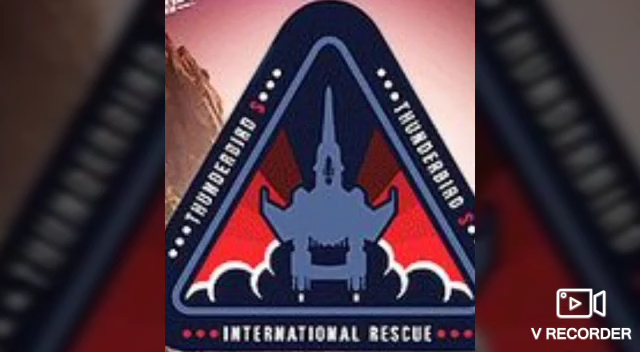 THUNDERBIRD S
THUNDERBIRD S
INTERNATIONAL RESCUE
V RECORDER